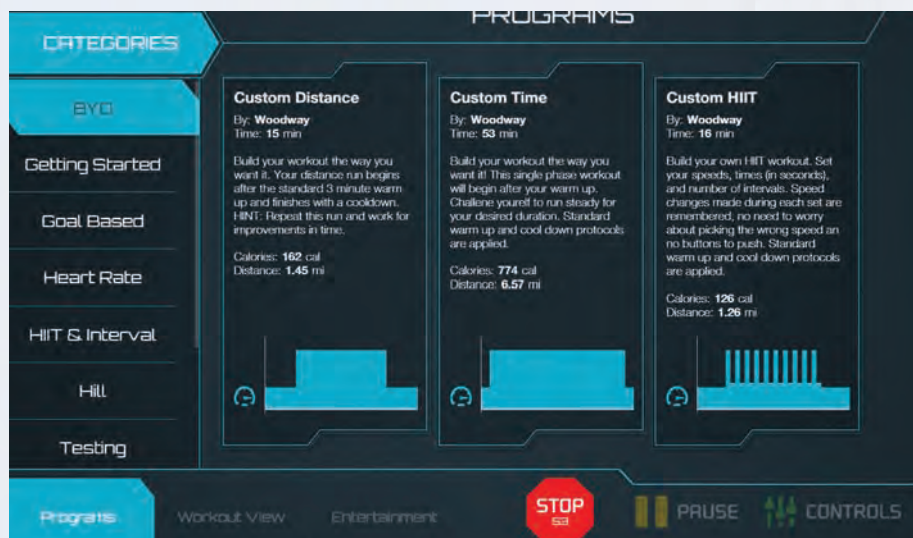 PROGRAMS
CATEGORIES
BYO
Getting Started
Goal Based
Heart Rate
HIIT & Interval
Hill
Testing
Custom Distance
By: Woodway
Time: 15 min
Build your workout the way you
want it. Your distance run begins
after the standard 3 minute warm
up and finishes with a cooldown.
HINT: Repeat this run and work for
improvements in time.
Calories: 162 cal
Distance: 1.45 mi
Custom Time
By: Woodway
Time: 53 min
Build your workout the way you
want it! This single phase workout
will begin after your warm up.
Challene yourelf to run steady for
your desired duration. Standard
warm up and cool down protocols
are applied.
Calories: 774 cal
Distance: 6.57 mi
Custom HIIT
By: Woodway
Time: 16 min
Build your own HIIT workout. Set
your speeds, times (in seconds),
and number of intervals. Speed
changes made during each set are
remembered, no need to worry
about picking the wrong speed an
no buttons to push. Standard
warm up and cool down protocols
are applied.
Calories: 126 cal
Distance: 1.26 mi
Programs
Workout View
Entertainment
STOP
53
PAUSE
CONTROLS